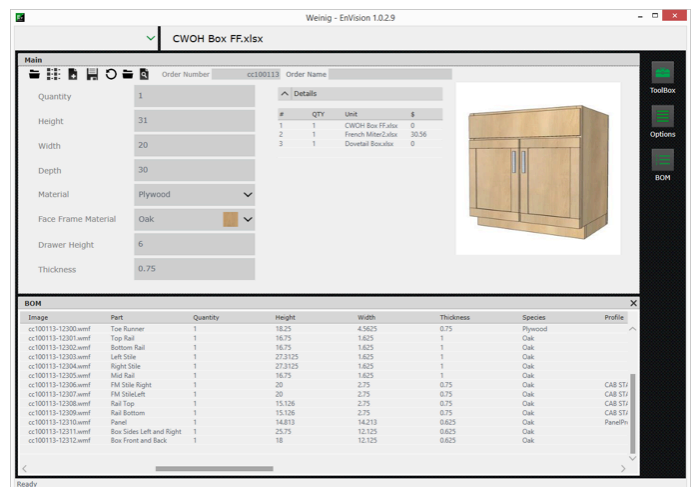 Weinig - EnVision 1.0.2.9
CWOH Box FF.xlsx
Main
Order Number cc100113 Order Name
ToolBox
Options
BOM
Quantity 1
Height 31
Width 20
Depth 30
Material Plywood
Face Frame Material Oak
Drawer Height 6
Thickness 0.75
Details
# QTY Unit $
1 1 CWOH Box FF.xlsx 0
2 1 French Miter2.xlsx 30.56
3 1 Dovetail Box.xlsx 0
BOM
Image Part Quantity Height Width Thickness Species Profile
cc100113-12300.wmf Toe Runner 1 18.25 4.5625 0.75 Plywood
cc100113-12301.wmf Top Rail 1 16.75 1.625 1 Oak
cc100113-12302.wmf Bottom Rail 1 16.75 1.625 1 Oak
cc100113-12303.wmf Left Stile 1 27.3125 1.625 1 Oak
cc100113-12304.wmf Right Stile 1 27.3125 1.625 1 Oak
cc100113-12305.wmf Mid Rail 1 16.75 1.625 1 Oak
cc100113-12306.wmf FM Stile Right 1 20 2.75 0.75 Oak CAB STA
cc100113-12307.wmf FM StileLeft 1 20 2.75 0.75 Oak CAB STA
cc100113-12308.wmf Rail Top 1 15.126 2.75 0.75 Oak CAB STA
cc100113-12309.wmf Rail Bottom 1 15.126 2.75 0.75 Oak CAB STA
cc100113-12310.wmf Panel 1 14.813 14.213 0.625 Oak PanelPr
cc100113-12311.wmf Box Sides Left and Right 1 25.75 12.125 0.625 Oak
cc100113-12312.wmf Box Front and Back 1 18 12.125 0.625 Oak
Ready